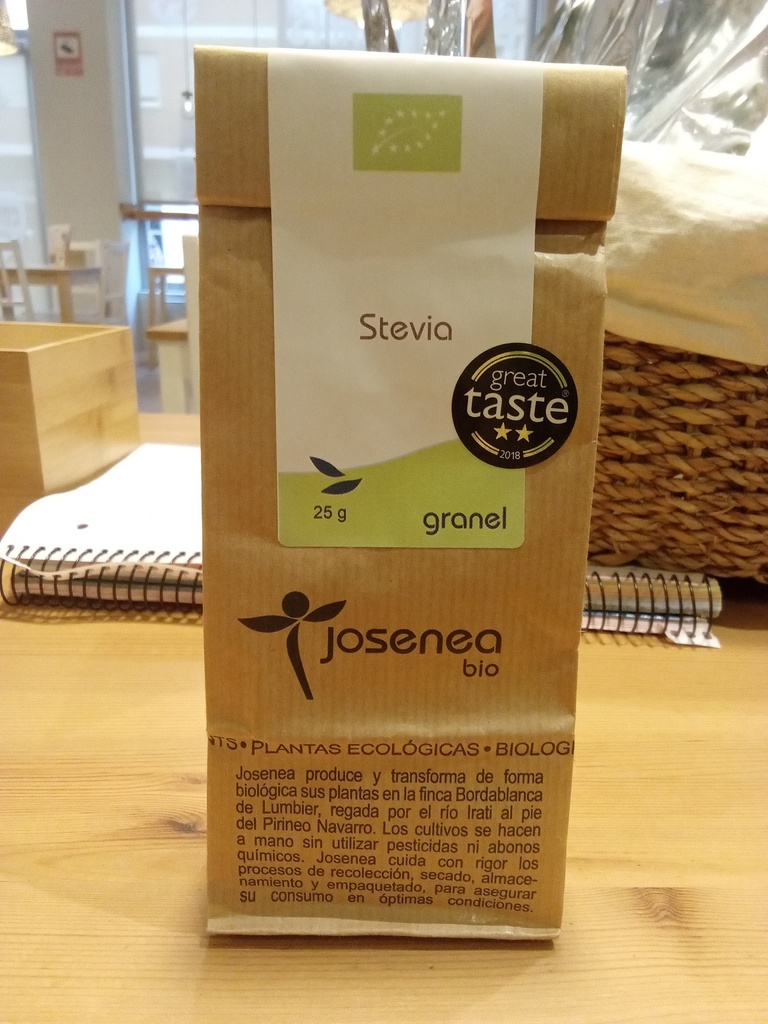 Stevia
great
taste®
2018
25 g
granel
josenea
bio
NTS • PLANTAS ECOLÓGICAS • BIOLOGI
Josenea produce y transforma de forma
biológica sus plantas en la finca Bordablanca
de Lumbier, regada por el río Irati al pie
del Pirineo Navarro. Los cultivos se hacen
a mano sin utilizar pesticidas ni abonos
químicos. Josenea cuida con rigor los
procesos de recolección, secado, almace-
namiento y empaquetado, para asegurar
su consumo en óptimas condiciones.